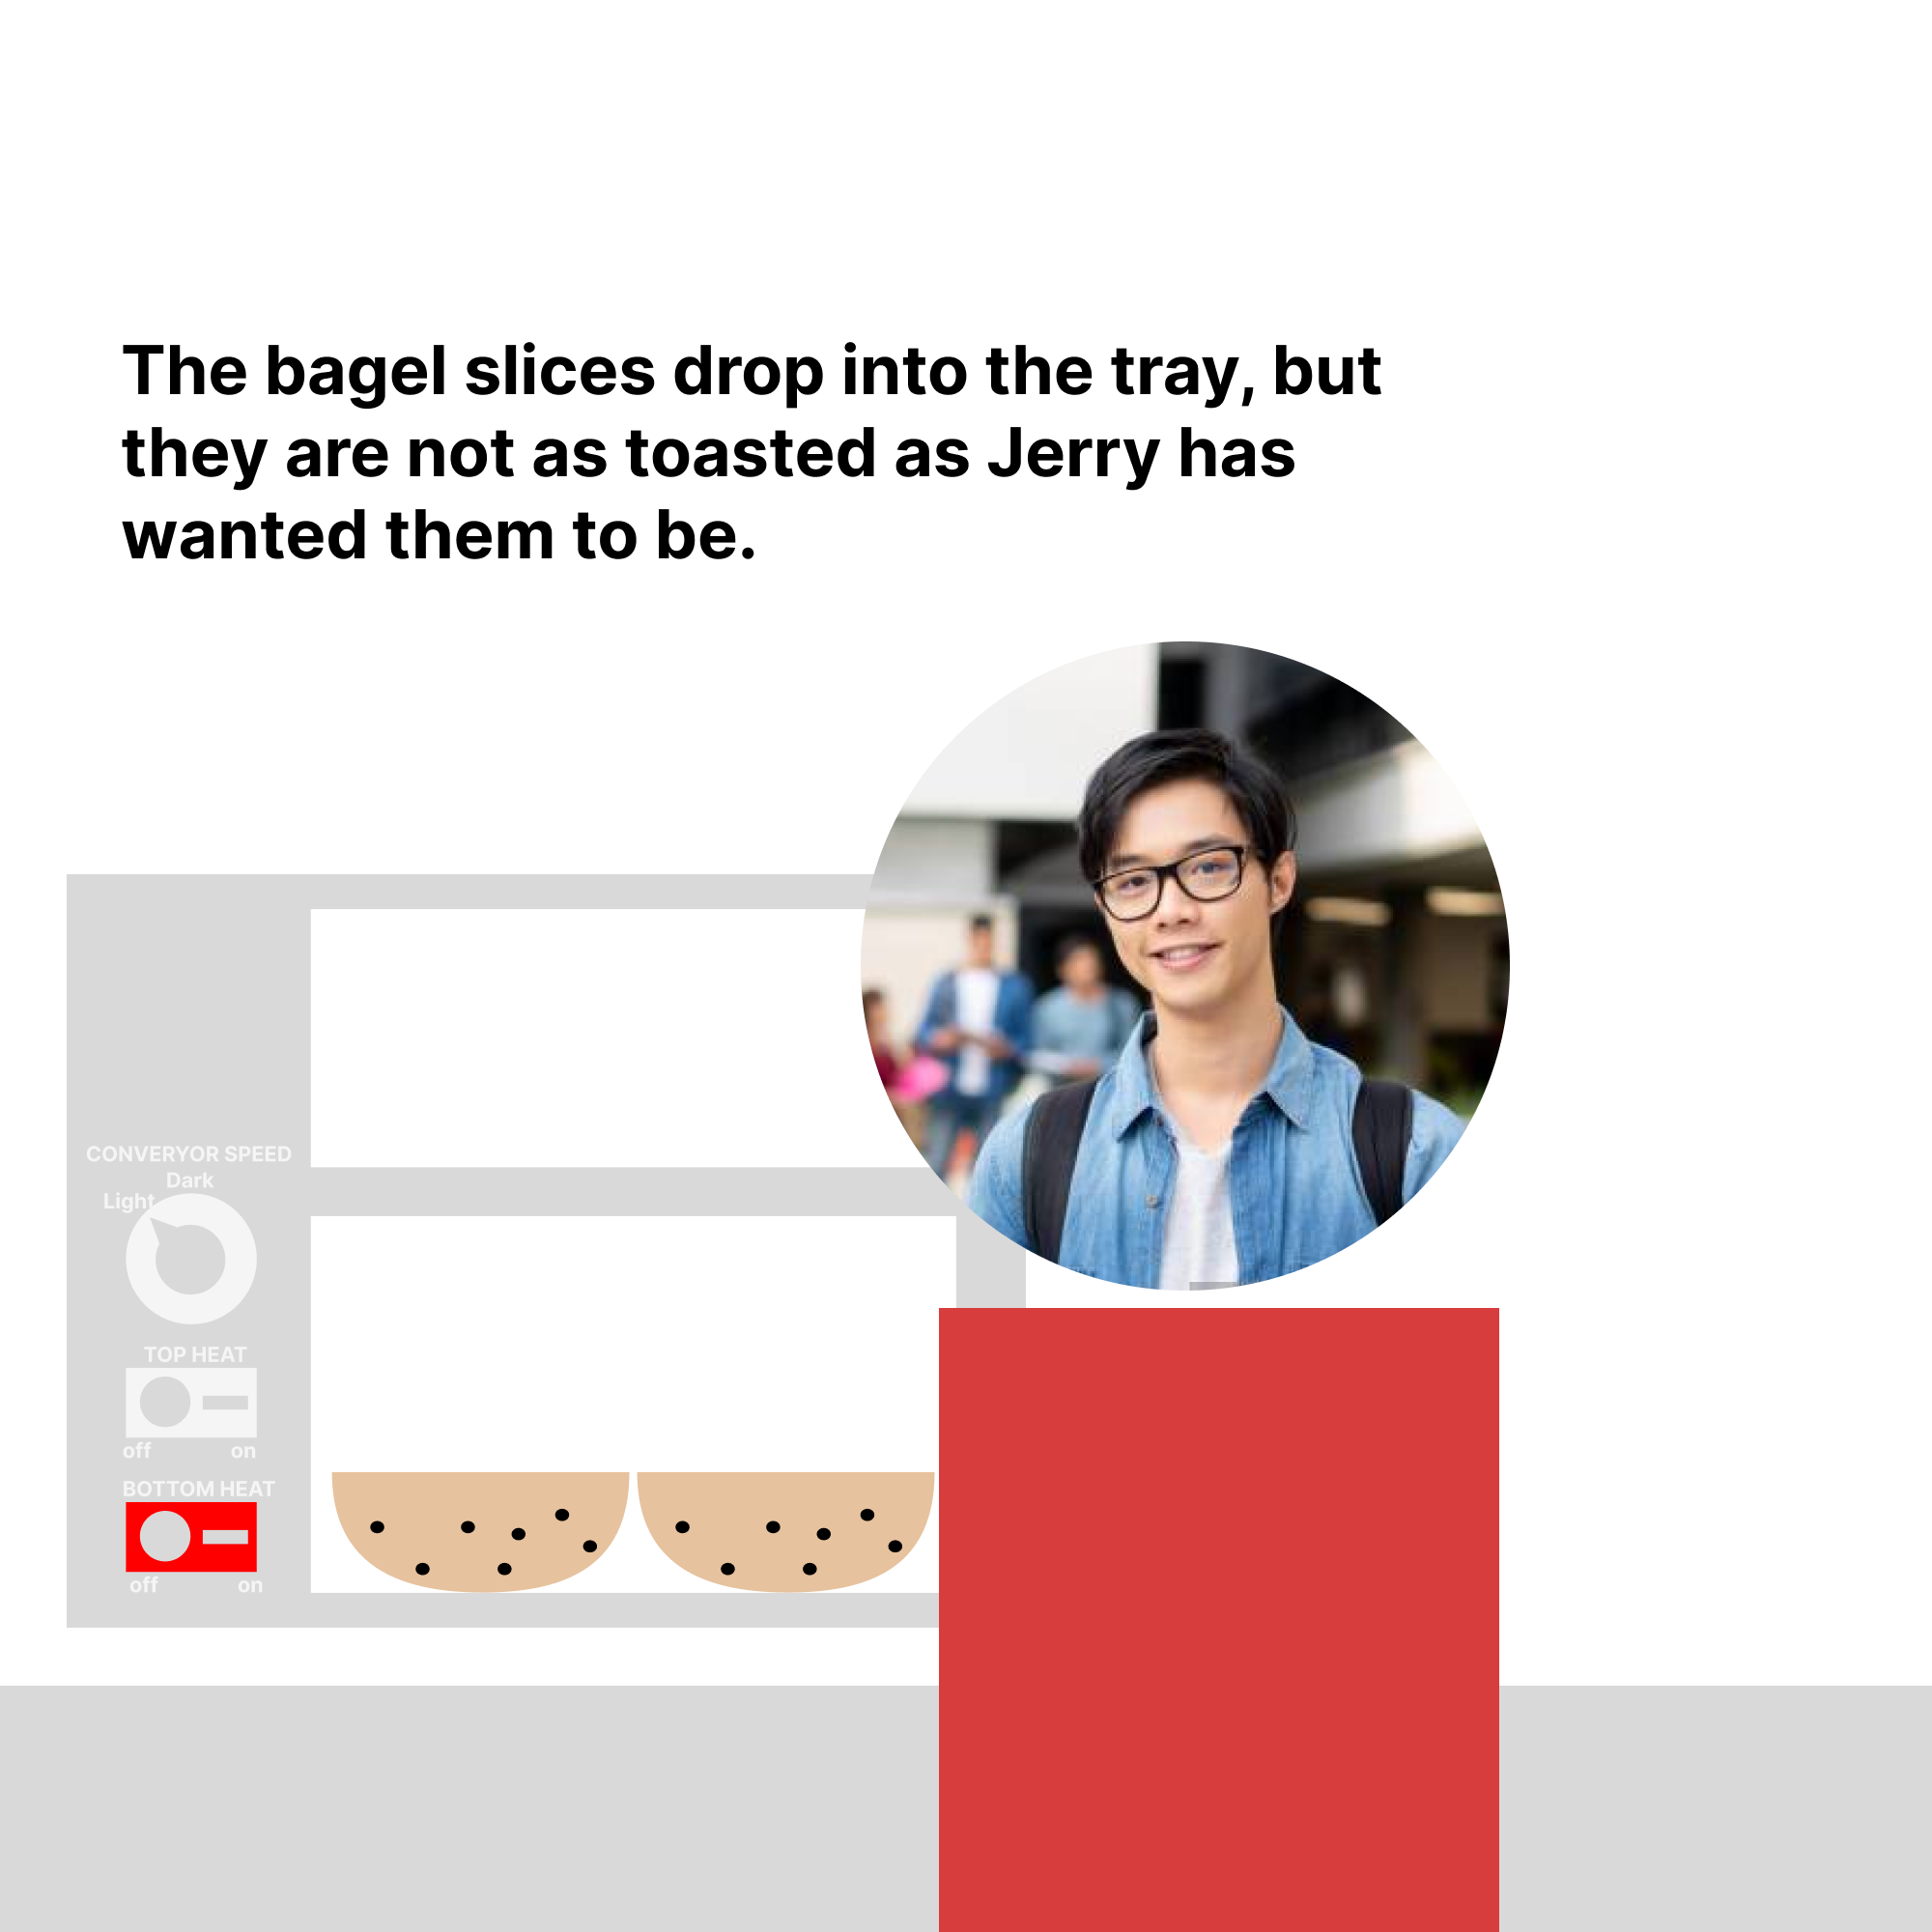 The bagel slices drop into the tray, but
they are not as toasted as Jerry has
wanted them to be.
CONVERYOR SPEED
Dark
Light
TOP HEAT
off on
BOTTOM HEAT
off on